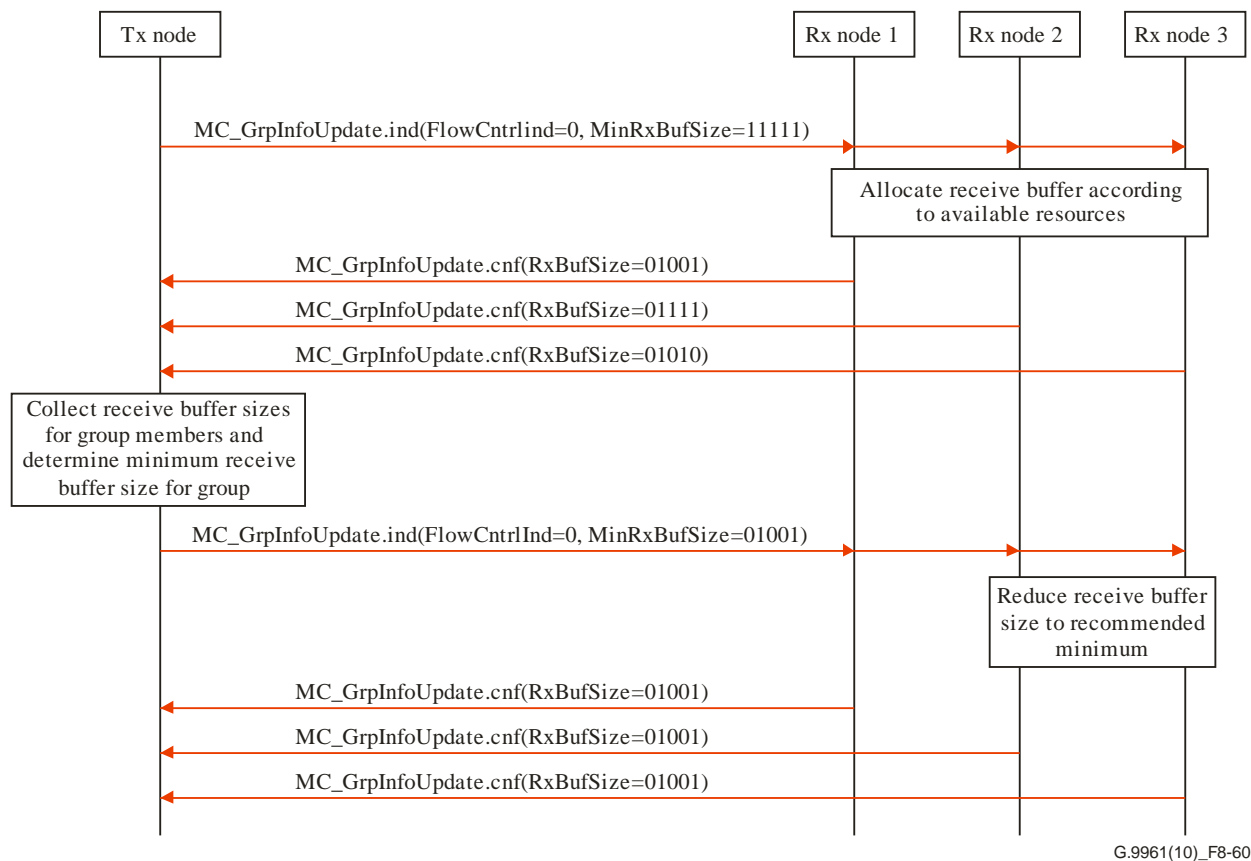 Tx node
Rx node 1
Rx node 2
Rx node 3
MC_GrpInfoUpdate.ind(FlowCntrlind=0, MinRxBufSize=11111)
Allocate receive buffer according
to available resources
MC_GrpInfoUpdate.cnf(RxBufSize=01001)
MC_GrpInfoUpdate.cnf(RxBufSize=01111)
MC_GrpInfoUpdate.cnf(RxBufSize=01010)
Collect receive buffer sizes
for group members and
determine minimum receive
buffer size for group
MC_GrpInfoUpdate.ind(FlowCntrlInd=0, MinRxBufSize=01001)
Reduce receive buffer
size to recommended
minimum
MC_GrpInfoUpdate.cnf(RxBufSize=01001)
MC_GrpInfoUpdate.cnf(RxBufSize=01001)
MC_GrpInfoUpdate.cnf(RxBufSize=01001)
G.9961(10)_F8-60